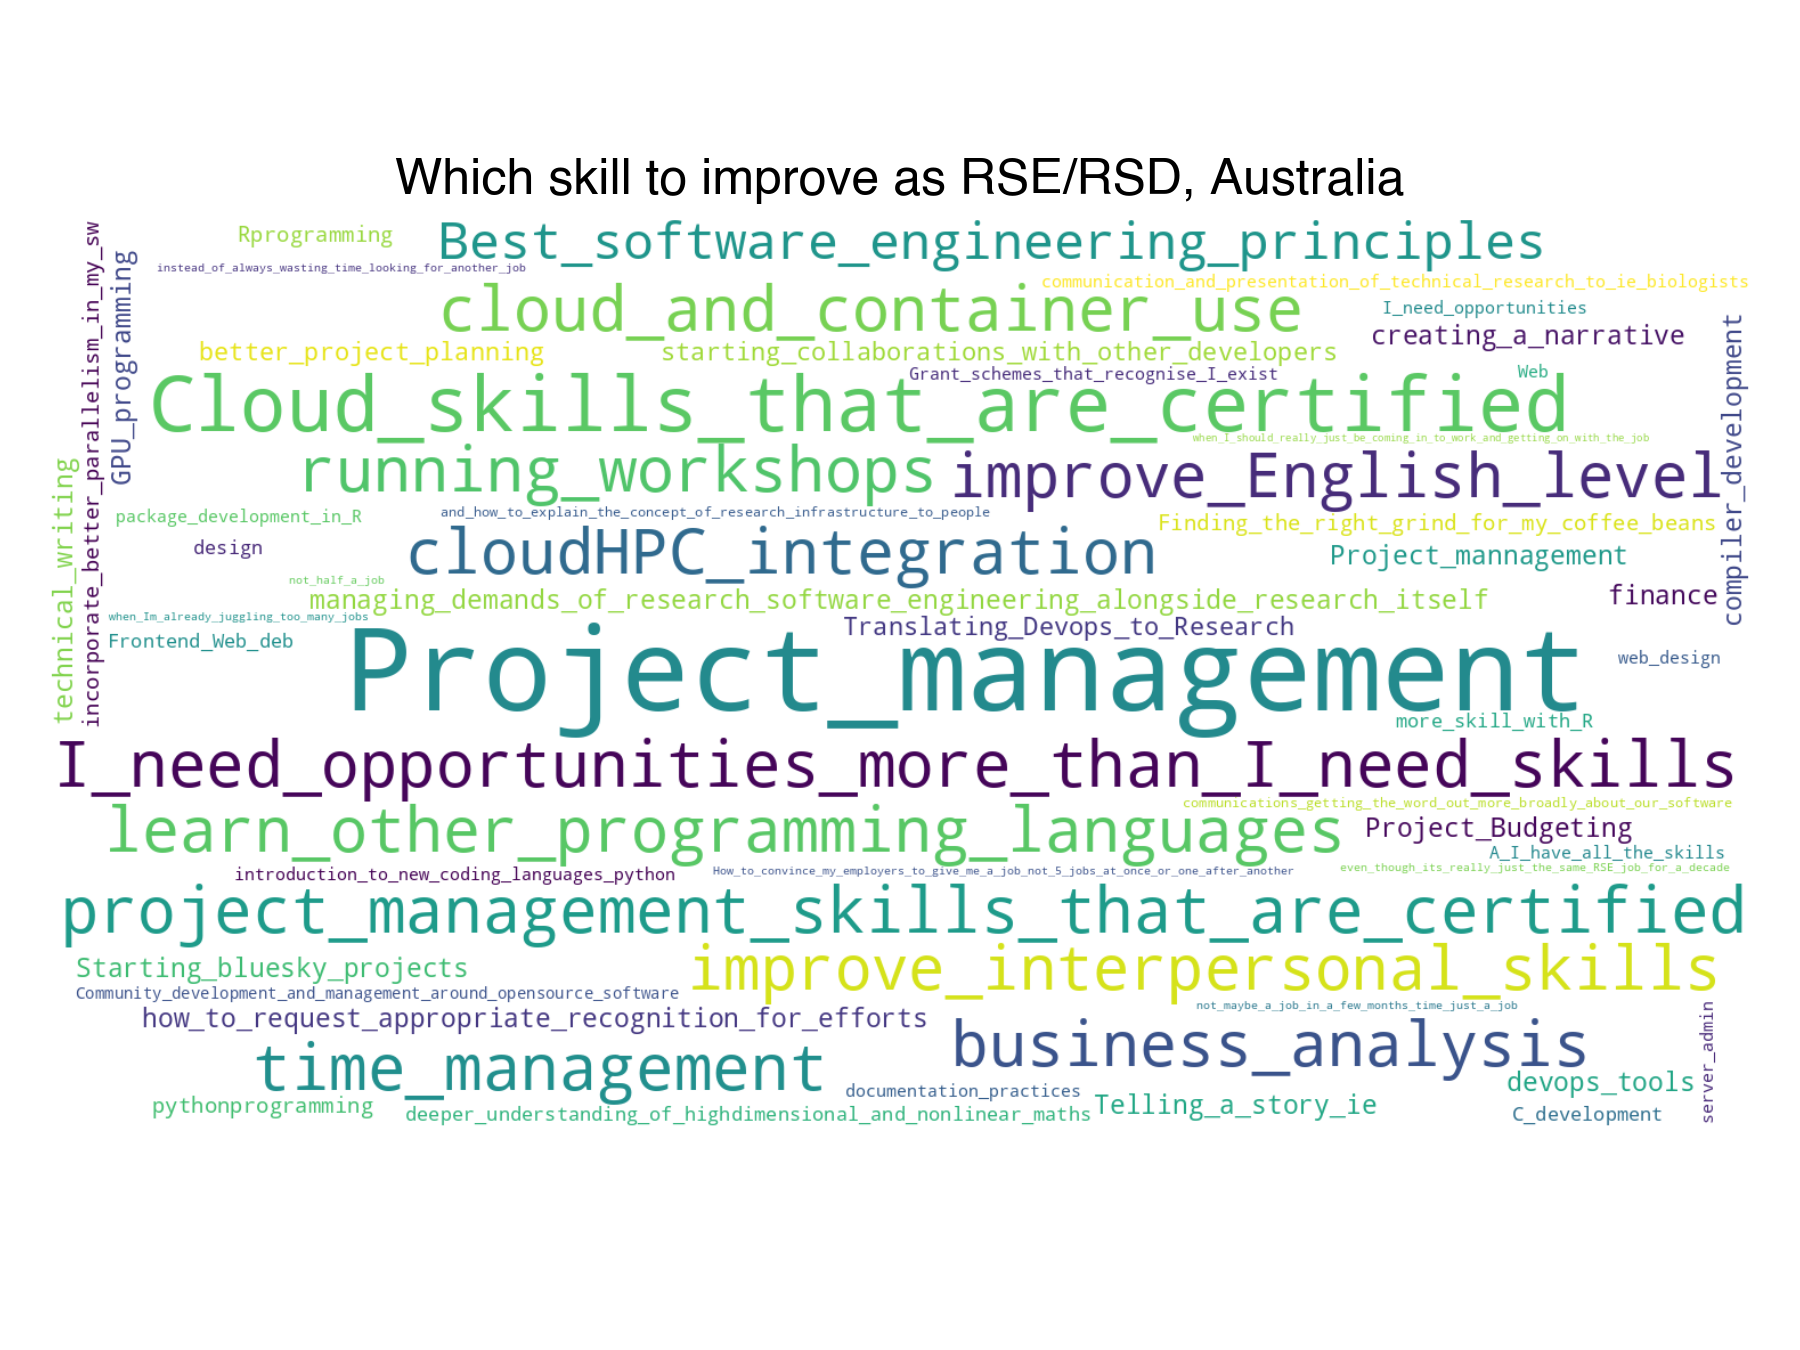 Which skill to improve as RSE/RSD, Australia
Rprogramming
Best_software_engineering_principles
instead_of_always_wasting_time_looking_for_another_job
communication_and_presentation_of_technical_research_to_ie_biologists
cloud_and_container_use
I_need_opportunities
creating_a_narrative
better_project_planning
starting_collaborations_with_other_developers
Grant_schemes_that_recognise_I_exist
Web
Cloud_skills_that_are_certified
when_I_should_really_just_be_coming_in_to_work_and_getting_on_with_the_job
GPU_programming
incorporate_better_parallelism_in_my_sw
technical_writing
compiler_development
running_workshops
improve_English_level
package_development_in_R
and_how_to_explain_the_concept_of_research_infrastructure_to_people
Finding_the_right_grind_for_my_coffee_beans
design
cloudHPC_integration
Project_mannagement
not_half_a_job
managing_demands_of_research_software_engineering_alongside_research_itself
finance
when_Im_already_juggling_too_many_jobs
Translating_Devops_to_Research
Frontend_Web_deb
web_design
Project_management
more_skill_with_R
I_need_opportunities_more_than_I_need_skills
communications_getting_the_word_out_more_broadly_about_our_software
learn_other_programming_languages
Project_Budgeting
A_I_have_all_the_skills
introduction_to_new_coding_languages_python
How_to_convince_my_employers_to_give_me_a_job_not_5_jobs_at_once_or_one_after_another
even_though_its_really_just_the_same_RSE_job_for_a_decade
project_management_skills_that_are_certified
Starting_bluesky_projects
improve_interpersonal_skills
Community_development_and_management_around_opensource_software
not_maybe_a_job_in_a_few_months_time_just_a_job
how_to_request_appropriate_recognition_for_efforts
business_analysis
server_admin
time_management
devops_tools
documentation_practices
pythonprogramming
deeper_understanding_of_highdimensional_and_nonlinear_maths
Telling_a_story_ie
C_development